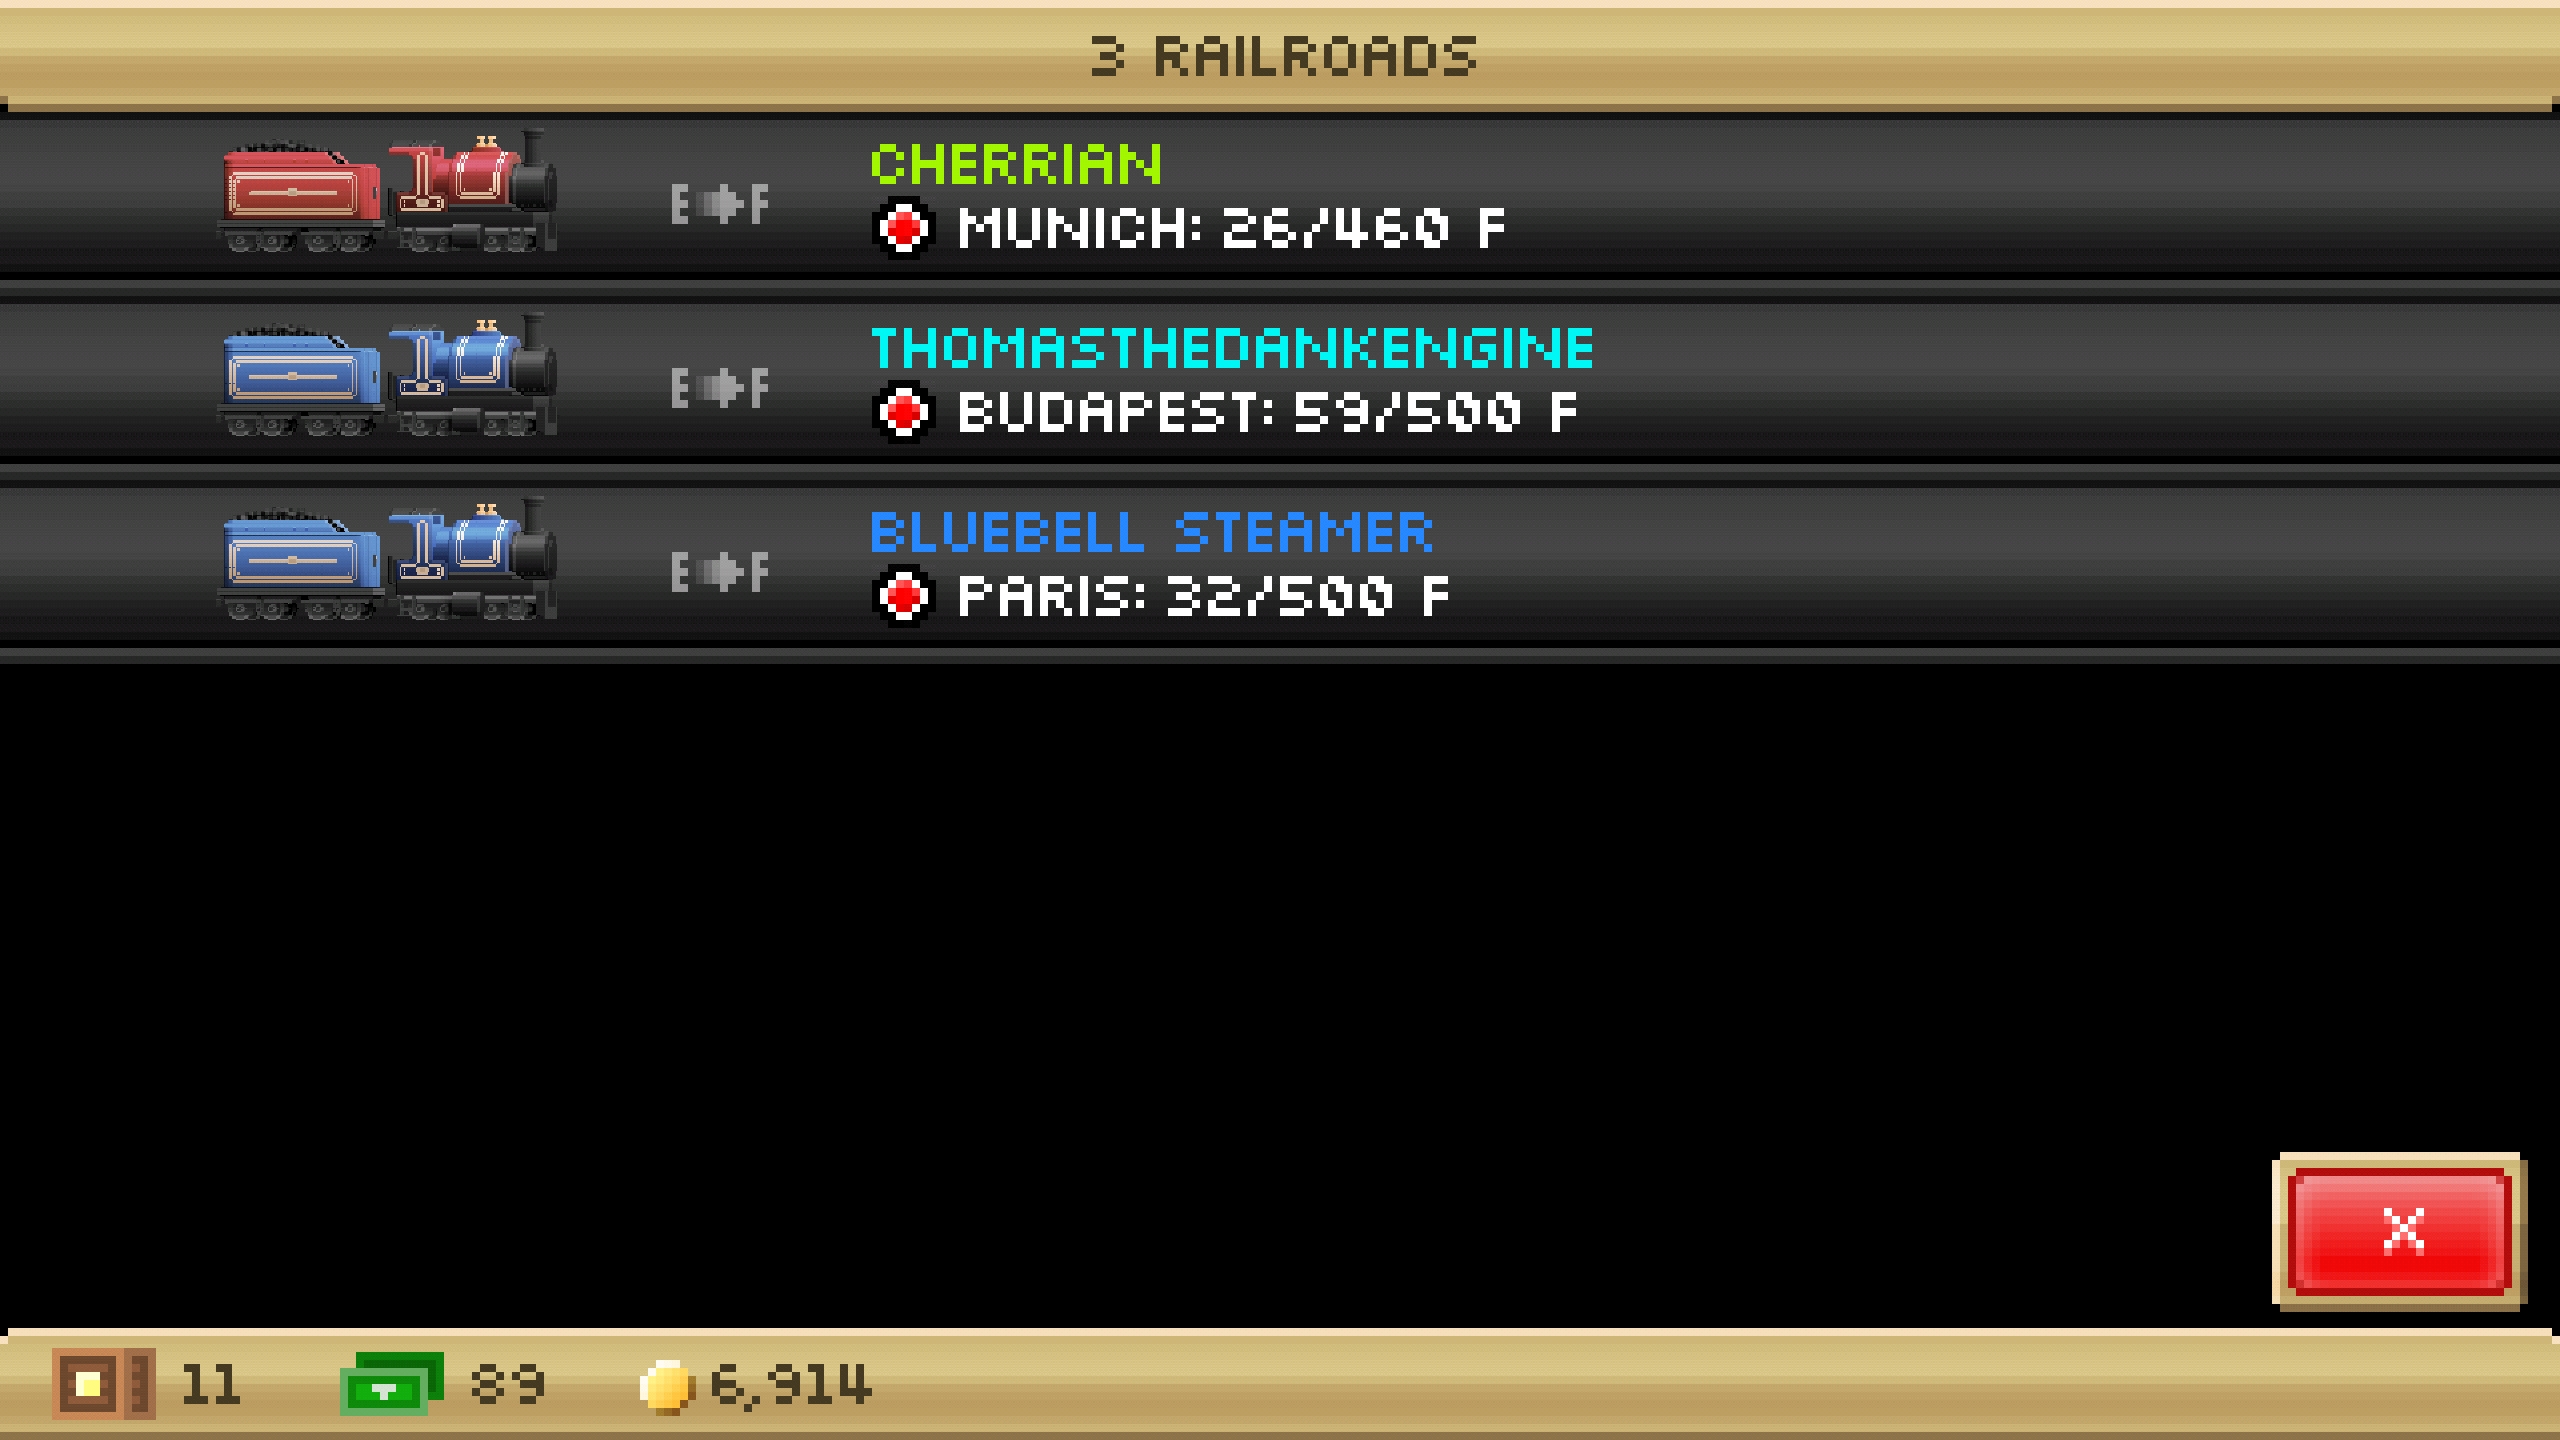 3 RAILROADS
CHERRIAN
E F
MUNICH: 26/460 F
THOMASTHEDANKENGINE
E F
BUDAPEST: 59/500 F
BLUEBELL STEAMER
E F
PARIS: 32/500 F
X
11 89 6,914